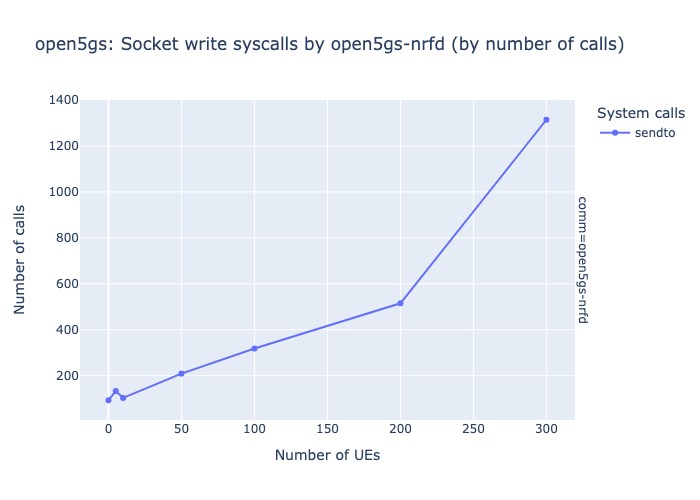 open5gs: Socket write syscalls by open5gs-nrfd (by number of calls)
1400
1200
1000
800
600
400
200
Number of calls
0
50
100
150
200
250
300
Number of UEs
System calls
sendto
comm=open5gs-nrfd